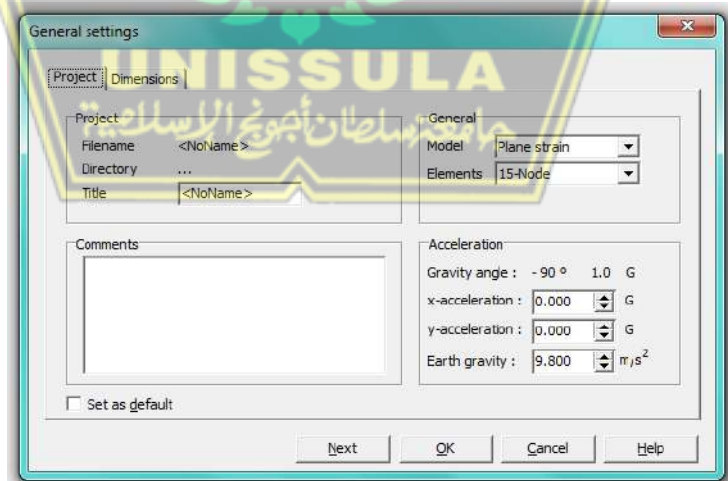 General settings
UNISSULA
جامعتنسلطان أجونج الإسلامية
Project Dimensions
Project
Filename <NoName>
Directory ...
Title <NoName>
General
Model Plane strain
Elements 15-Node
Comments
Acceleration
Gravity angle : - 90 º 1.0 G
x-acceleration : 0.000 G
y-acceleration : 0.000 G
Earth gravity : 9.800 m/s²
Set as default
Next OK Cancel Help